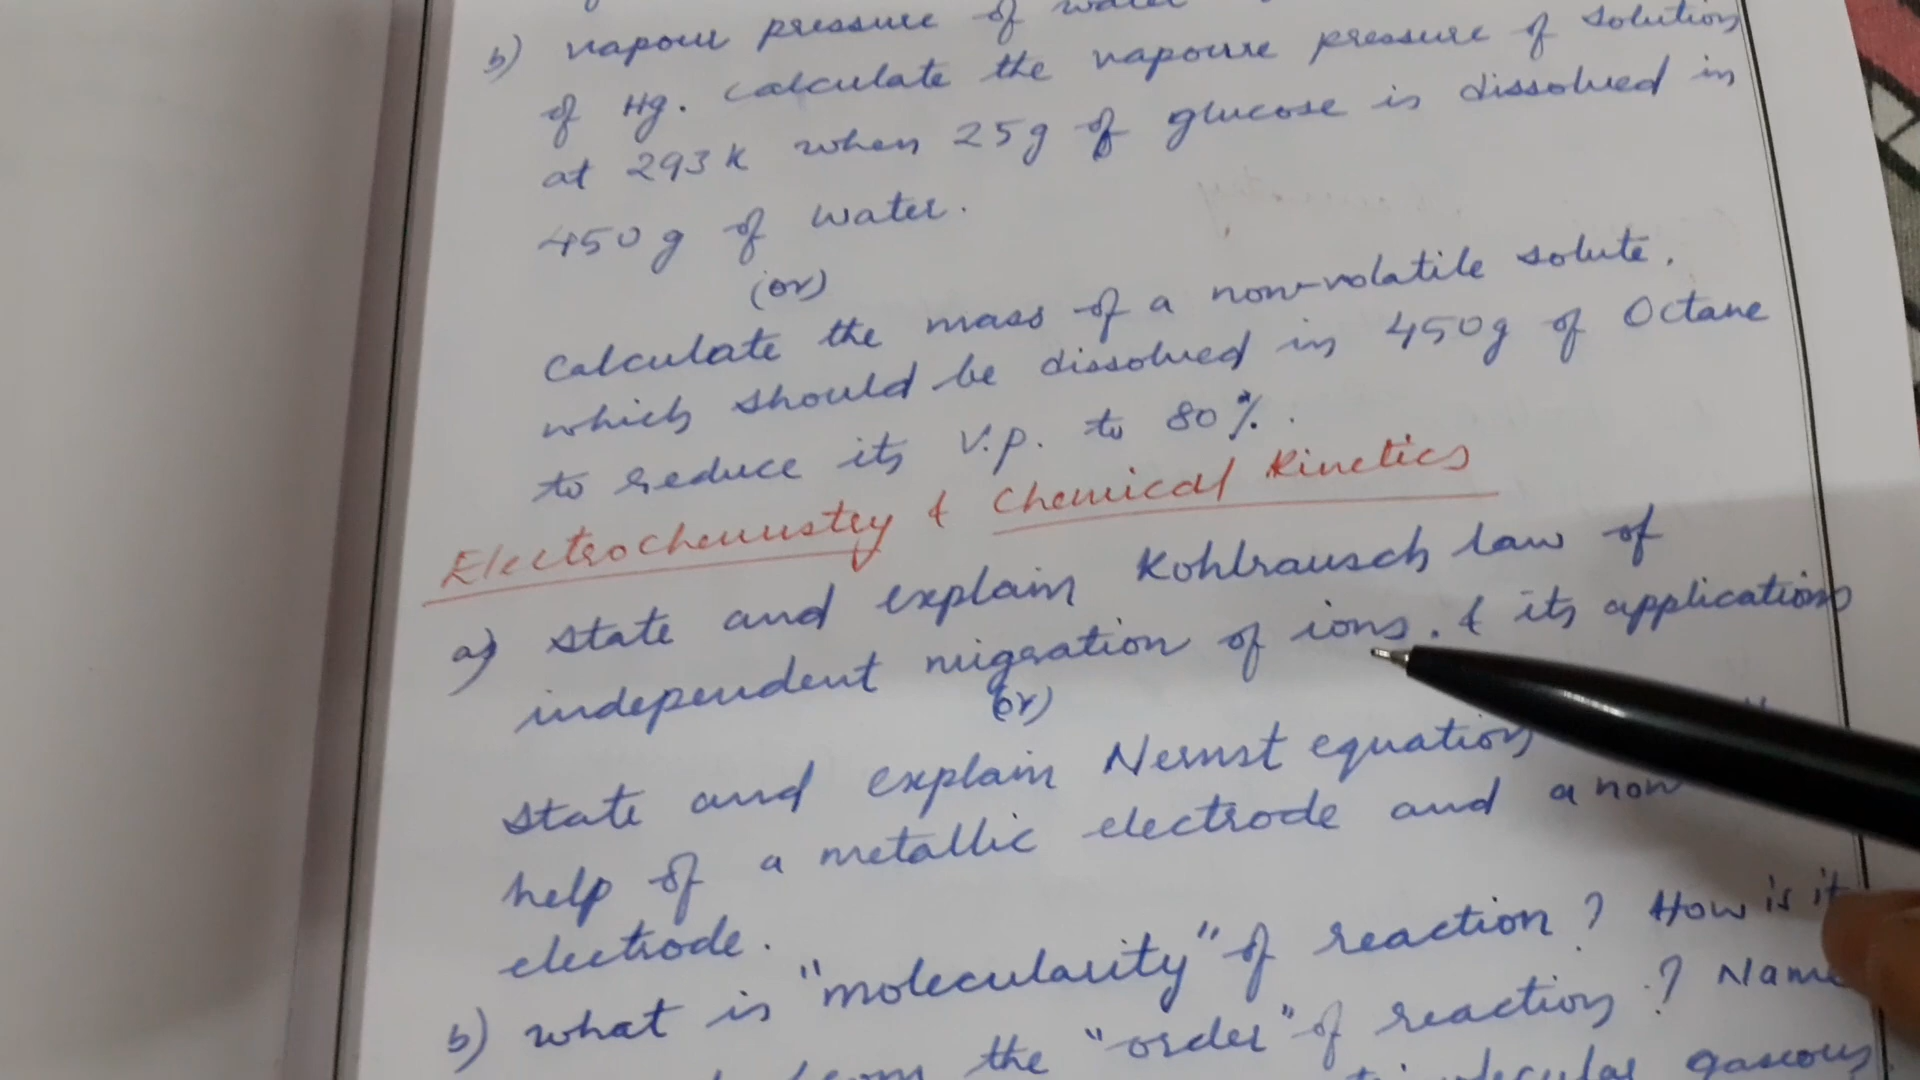 b) vapour pressure of water
of Hg. Calculate the vapoure pressure of solution
at 293 K when 25g of glucose is dissolved in
450 g of water.
(or)
Calculate the mass of a non-volatile solute.
which should be dissolved in 450g of Octane
to reduce its V.p. to 80%.
Electrochemistry & Chemical Kinetics
a) State and explain Kohlrausch law of
independent migration of ions. & its applications
(or)
State and explain Nernst equation
help of a metallic electrode and a non
electrode.
b) what is "molecularity" of reaction? How is it
from the "order" of reaction? Name
gaseous